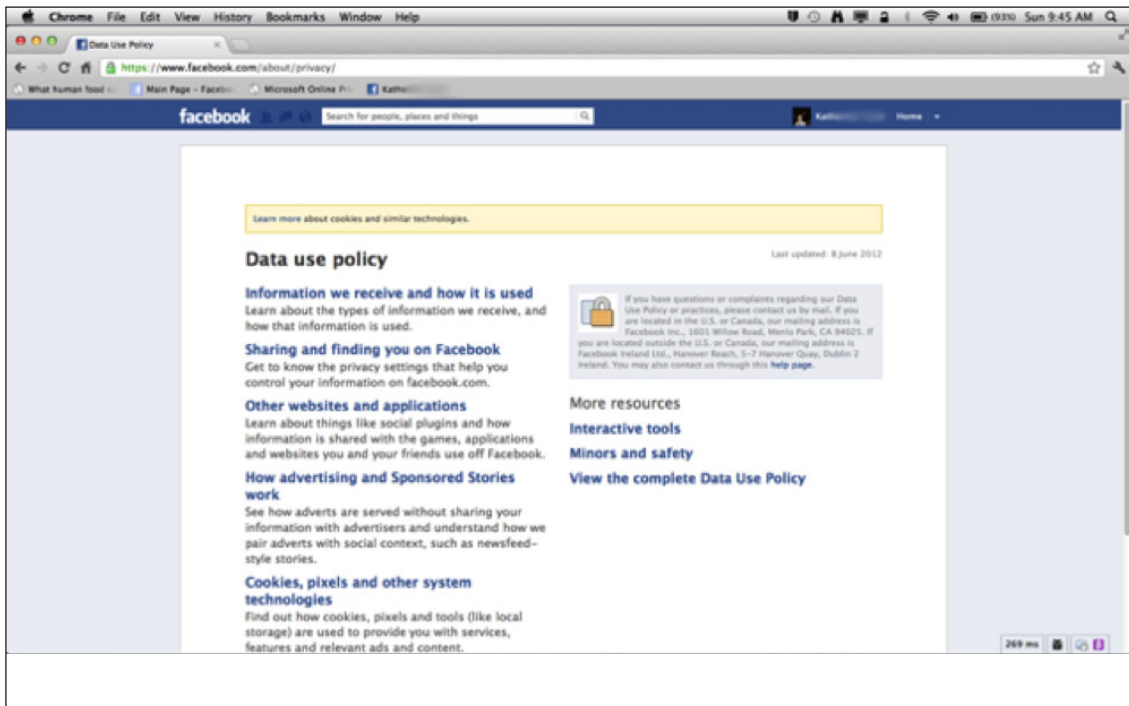 Chrome File Edit View History Bookmarks Window Help
(93%) Sun 9:45 AM
Data Use Policy
https://www.facebook.com/about/privacy/
What human food Main Page - Facebo Microsoft Online Pri Kathe
facebook Search for people, places and things Kathe Home
Learn more about cookies and similar technologies.
Data use policy
Last updated: 8 June 2012
Information we receive and how it is used
Learn about the types of information we receive, and
how that information is used.
Sharing and finding you on Facebook
Get to know the privacy settings that help you
control your information on facebook.com.
Other websites and applications
Learn about things like social plugins and how
information is shared with the games, applications
and websites you and your friends use off Facebook.
How advertising and Sponsored Stories
work
See how adverts are served without sharing your
information with advertisers and understand how we
pair adverts with social context, such as newsfeed-
style stories.
Cookies, pixels and other system
technologies
Find out how cookies, pixels and tools (like local
storage) are used to provide you with services,
features and relevant ads and content.
If you have questions or complaints regarding our Data
Use Policy or practices, please contact us by mail. If you
are located in the U.S. or Canada, our mailing address is
Facebook Inc., 1601 Willow Road, Menlo Park, CA 94025. If
you are located outside the U.S. or Canada, our mailing address is
Facebook Ireland Ltd., Hanover Reach, 5-7 Hanover Quay, Dublin 2
Ireland. You may also contact us through this help page.
More resources
Interactive tools
Minors and safety
View the complete Data Use Policy
269 ms